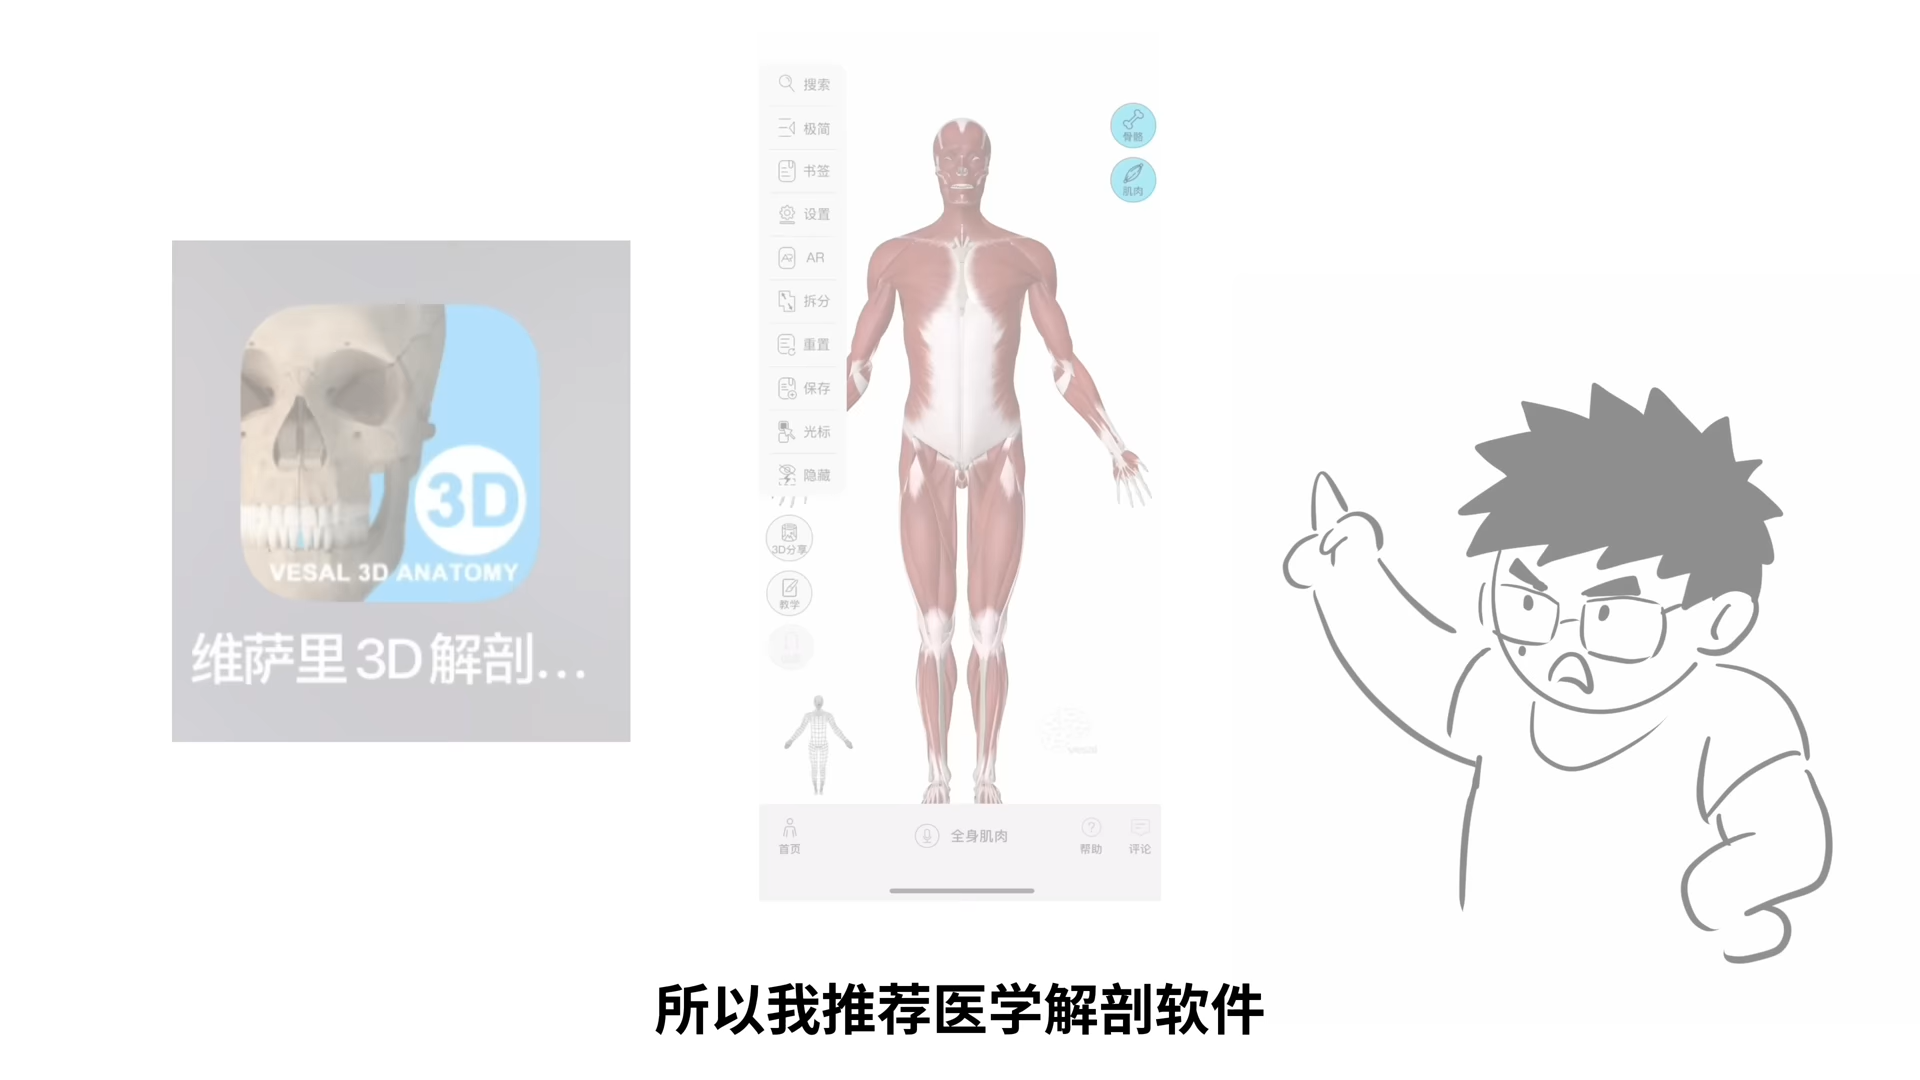 3D
VESAL 3D ANATOMY
维萨里 3D 解剖...
搜索
极简
书签
设置
AR
拆分
重置
保存
光标
隐藏
骨骼
肌肉
3D分享
教学
首页
全身肌肉
帮助
评论
所以我推荐医学解剖软件